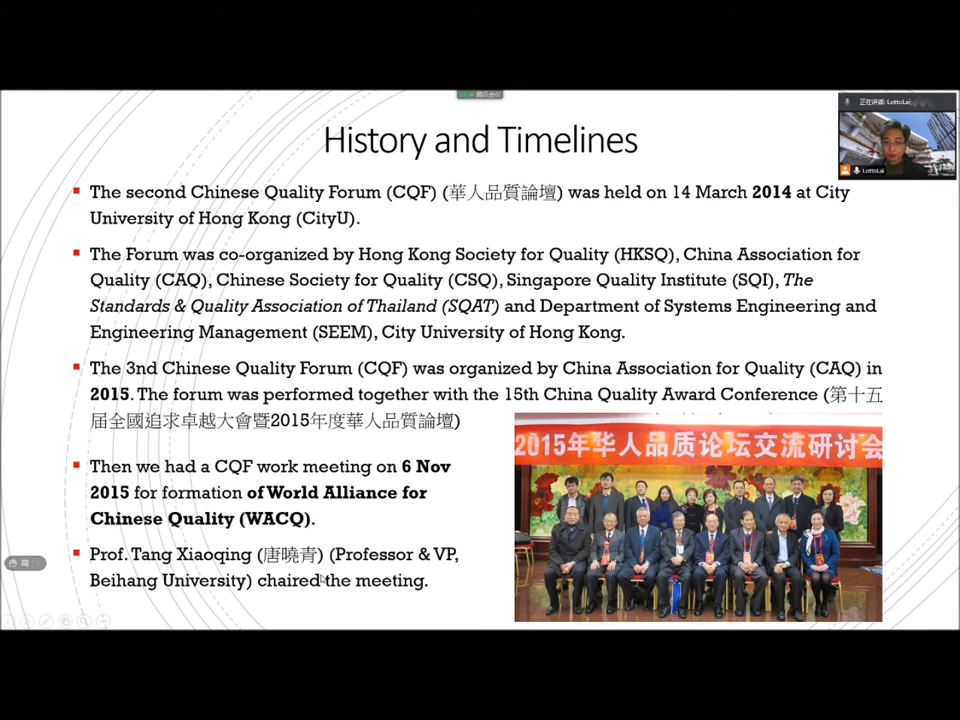 腾讯会议
正在讲话: LottoLai;
LottoLai
History and Timelines
The second Chinese Quality Forum (CQF) (華人品質論壇) was held on 14 March 2014 at City
University of Hong Kong (CityU).
The Forum was co-organized by Hong Kong Society for Quality (HKSQ), China Association for
Quality (CAQ), Chinese Society for Quality (CSQ), Singapore Quality Institute (SQI), The
Standards & Quality Association of Thailand (SQAT) and Department of Systems Engineering and
Engineering Management (SEEM), City University of Hong Kong.
The 3nd Chinese Quality Forum (CQF) was organized by China Association for Quality (CAQ) in
2015. The forum was performed together with the 15th China Quality Award Conference (第十五
届全國追求卓越大會暨2015年度華人品質論壇)
Then we had a CQF work meeting on 6 Nov
2015 for formation of World Alliance for
Chinese Quality (WACQ).
Prof. Tang Xiaoqing (唐曉青) (Professor & VP,
Beihang University) chaired the meeting.
2015年华人品质论坛交流研讨会